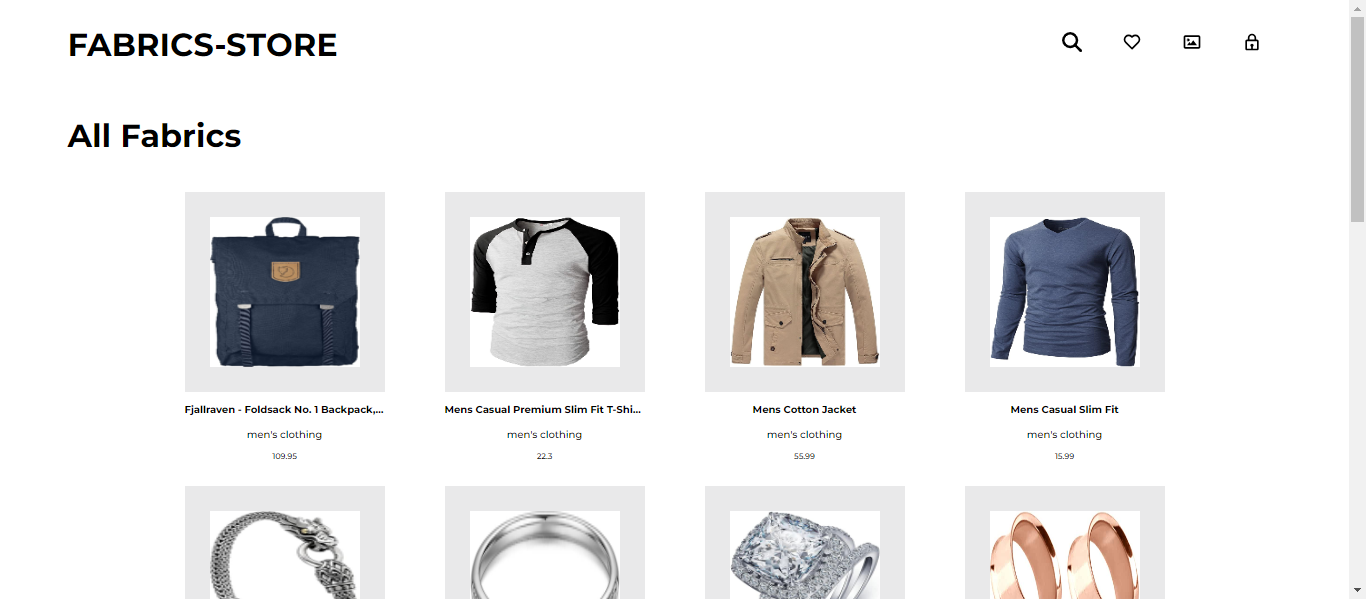 FABRICS-STORE
All Fabrics
Fjallraven - Foldsack No. 1 Backpack,...
Mens Casual Premium Slim Fit T-Shi...
Mens Cotton Jacket
Mens Casual Slim Fit
men's clothing
men's clothing
men's clothing
men's clothing
109.95
22.3
55.99
15.99